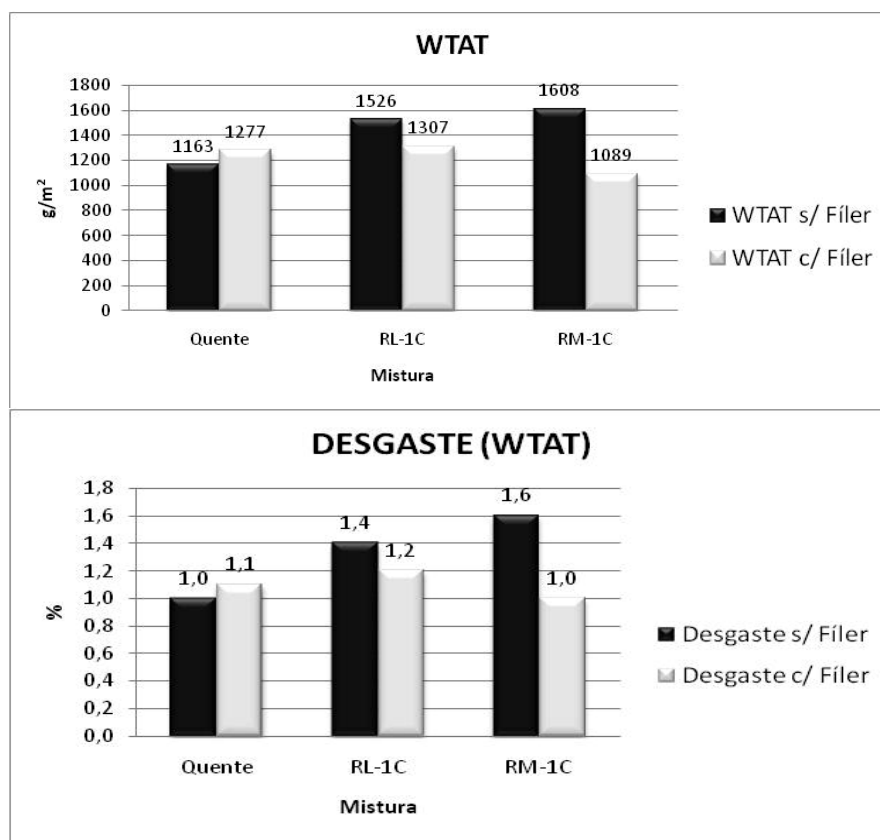 WTAT
1800
1600
1400
1200
1000
800
600
400
200
0
g/m²
1163
1277
1526
1307
1608
1089
Quente
RL-1C
RM-1C
Mistura
WTAT s/ Fíler
WTAT c/ Fíler
DESGASTE (WTAT)
1,8
1,6
1,4
1,2
1,0
0,8
0,6
0,4
0,2
0,0
%
1,0
1,1
1,4
1,2
1,6
1,0
Quente
RL-1C
RM-1C
Mistura
Desgaste s/ Fíler
Desgaste c/ Fíler